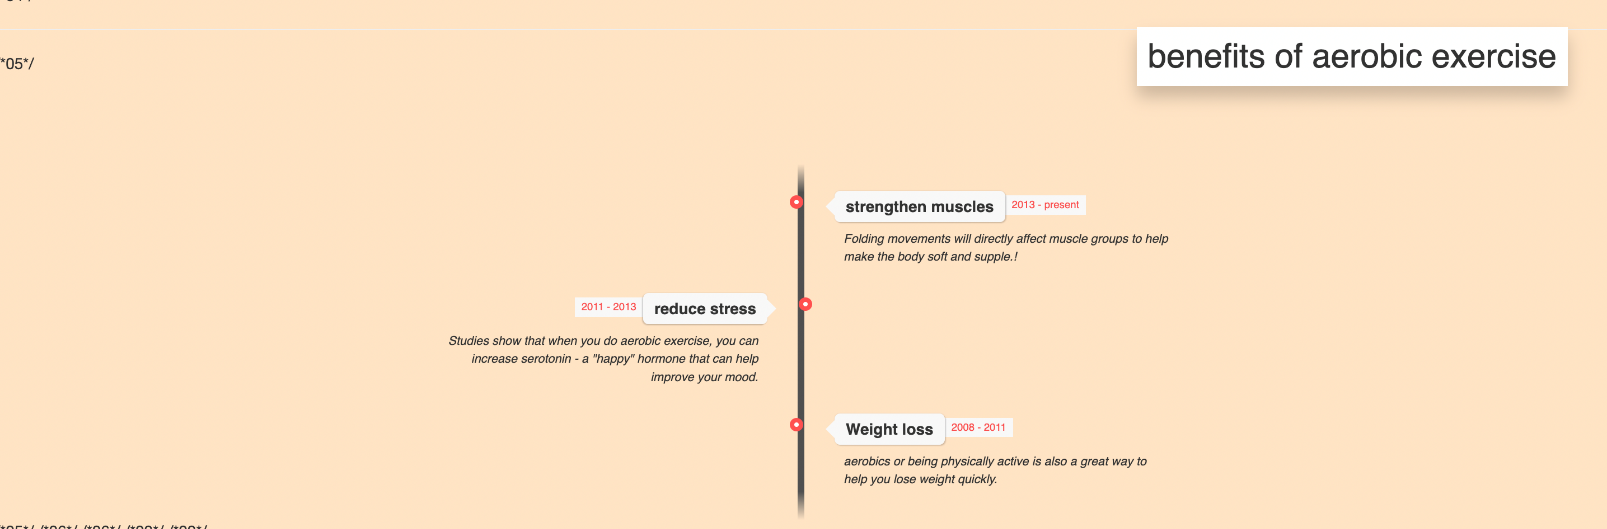 *05*/
benefits of aerobic exercise
strengthen muscles 2013 - present
Folding movements will directly affect muscle groups to help
make the body soft and supple.!
2011 - 2013 reduce stress
Studies show that when you do aerobic exercise, you can
increase serotonin - a "happy" hormone that can help
improve your mood.
Weight loss 2008 - 2011
aerobics or being physically active is also a great way to
help you lose weight quickly.